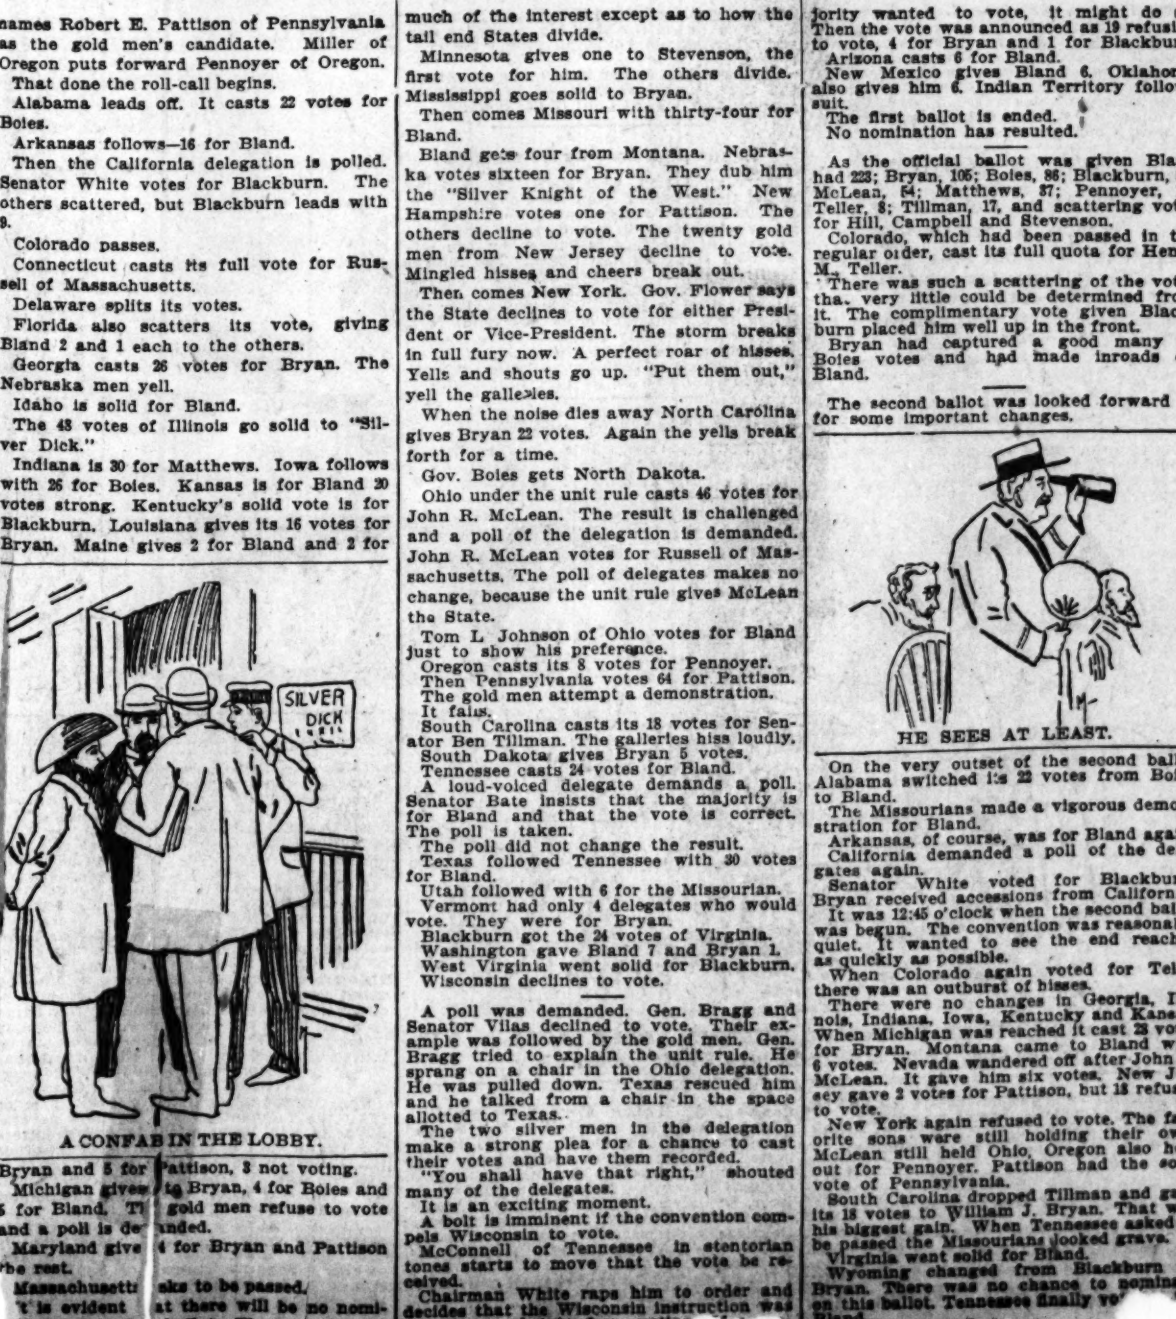 names Robert E. Pattison of Pennsylvania
as the gold men's candidate. Miller of
Oregon puts forward Pennoyer of Oregon.
That done the roll-call begins.
Alabama leads off. It casts 22 votes for
Boies.
Arkansas follows—16 for Bland.
Then the California delegation is polled.
Senator White votes for Blackburn. The
others scattered, but Blackburn leads with
9.
Colorado passes.
Connecticut casts its full vote for Rus-
sell of Massachusetts.
Delaware splits its votes.
Florida also scatters its vote, giving
Bland 2 and 1 each to the others.
Georgia casts 26 votes for Bryan. The
Nebraska men yell.
Idaho is solid for Bland.
The 48 votes of Illinois go solid to "Sil-
ver Dick."
Indiana is 30 for Matthews. Iowa follows
with 26 for Boies. Kansas is for Bland 20
votes strong. Kentucky's solid vote is for
Blackburn. Louisiana gives its 16 votes for
Bryan. Maine gives 2 for Bland and 2 for
SILVER
DICK
A CONFAB IN THE LOBBY.
Bryan and 5 for Pattison, 3 not voting.
Michigan gives to Bryan, 4 for Boies and
5 for Bland. gold men refuse to vote
and a poll is
Maryland give 4 for Bryan and Pattison
the rest.
Massachusetts to be passed.
is evident at there will be no nomi-
much of the interest except as to how the
tail end States divide.
Minnesota gives one to Stevenson, the
first vote for him. The others divide.
Mississippi goes solid to Bryan.
Then comes Missouri with thirty-four for
Bland.
Bland gets four from Montana. Nebras-
ka votes sixteen for Bryan. They dub him
the "Silver Knight of the West." New
Hampshire votes one for Pattison. The
others decline to vote. The twenty gold
men from New Jersey decline to vote.
Mingled hisses and cheers break out.
Then comes New York. Gov. Flower says
the State declines to vote for either Presi-
dent or Vice-President. The storm breaks
in full fury now. A perfect roar of hisses.
Yells and shouts go up. "Put them out,"
yell the galleries.
When the noise dies away North Carolina
gives Bryan 22 votes. Again the yells break
forth for a time.
Gov. Boies gets North Dakota.
Ohio under the unit rule casts 46 votes for
John R. McLean. The result is challenged
and a poll of the delegation is demanded.
John R. McLean votes for Russell of Mas-
sachusetts. The poll of delegates makes no
change, because the unit rule gives McLean
the State.
Tom L Johnson of Ohio votes for Bland
just to show his preference.
Oregon casts its 8 votes for Pennoyer.
Then Pennsylvania votes 64 for Pattison.
The gold men attempt a demonstration.
It fails.
South Carolina casts its 18 votes for Sen-
ator Ben Tillman. The galleries hiss loudly.
South Dakota gives Bryan 5 votes.
Tennessee casts 24 votes for Bland.
A loud-voiced delegate demands a poll.
Senator Bate insists that the majority is
for Bland and that the vote is correct.
The poll is taken.
The poll did not change the result.
Texas followed Tennessee with 30 votes
for Bland.
Utah followed with 6 for the Missourian.
Vermont had only 4 delegates who would
vote. They were for Bryan.
Blackburn got the 24 votes of Virginia.
Washington gave Bland 7 and Bryan 1.
West Virginia went solid for Blackburn.
Wisconsin declines to vote.
A poll was demanded. Gen. Bragg and
Senator Vilas declined to vote. Their ex-
ample was followed by the gold men. Gen.
Bragg tried to explain the unit rule. He
sprang on a chair in the Ohio delegation.
He was pulled down. Texas rescued him
and he talked from a chair in the space
allotted to Texas.
The two silver men in the delegation
make a strong plea for a chance to cast
their votes and have them recorded.
"You shall have that right," shouted
many of the delegates.
It is an exciting moment.
A bolt is imminent if the convention com-
pels Wisconsin to vote.
McConnell of Tennessee in stentorian
tones starts to move that the vote be re-
ceived.
Chairman White raps him to order and
decides that the Wisconsin instruction was
jority wanted to vote, it might do
Then the vote was announced as 19 refusi
to vote, 4 for Bryan and 1 for Blackbur
Arizona casts 6 for Bland.
New Mexico gives Bland 6. Oklahom
also gives him 6. Indian Territory follo
suit.
The first ballot is ended.
No nomination has resulted.
As the official ballot was given Bla
had 223; Bryan, 105; Boies, 86; Blackburn,
McLean, 54; Matthews, 37; Pennoyer,
Teller, 8; Tillman, 17, and scattering vot
for Hill, Campbell and Stevenson.
Colorado, which had been passed in t
regular order, cast its full quota for Hen
M. Teller.
There was such a scattering of the vot
that very little could be determined fro
it. The complimentary vote given Blac
burn placed him well up in the front.
Bryan had captured a good many
Boies votes and had made inroads
Bland.
The second ballot was looked forward
for some important changes.
HE SEES AT LEAST.
On the very outset of the second ball
Alabama switched its 22 votes from Boi
to Bland.
The Missourians made a vigorous demo
stration for Bland.
Arkansas, of course, was for Bland aga
California demanded a poll of the de
gates again.
Senator White voted for Blackbur
Bryan received accessions from Californ
It was 12:45 o'clock when the second bal
was begun. The convention was reasona
quiet. It wanted to see the end reach
as quickly as possible.
When Colorado again voted for Tel
there was an outburst of hisses.
There were no changes in Georgia, I
nois, Indiana, Iowa, Kentucky and Kans
When Michigan was reached it cast 28 vo
for Bryan. Montana came to Bland w
6 votes. Nevada wandered off after John
McLean. It gave him six votes. New J
sey gave 2 votes for Pattison, but 18 refu
to vote.
New York again refused to vote. The fa
orite sons were still holding their ow
McLean still held Ohio, Oregon also h
out for Pennoyer. Pattison had the so
vote of Pennsylvania.
South Carolina dropped Tillman and g
its 18 votes to William J. Bryan. That w
his biggest gain. When Tennessee asked
be passed the Missourians looked grave.
Virginia went solid for Bland.
Wyoming changed from Blackburn
Bryan. There was no chance to nomin
on this ballot. Tennessee finally vo
Bland